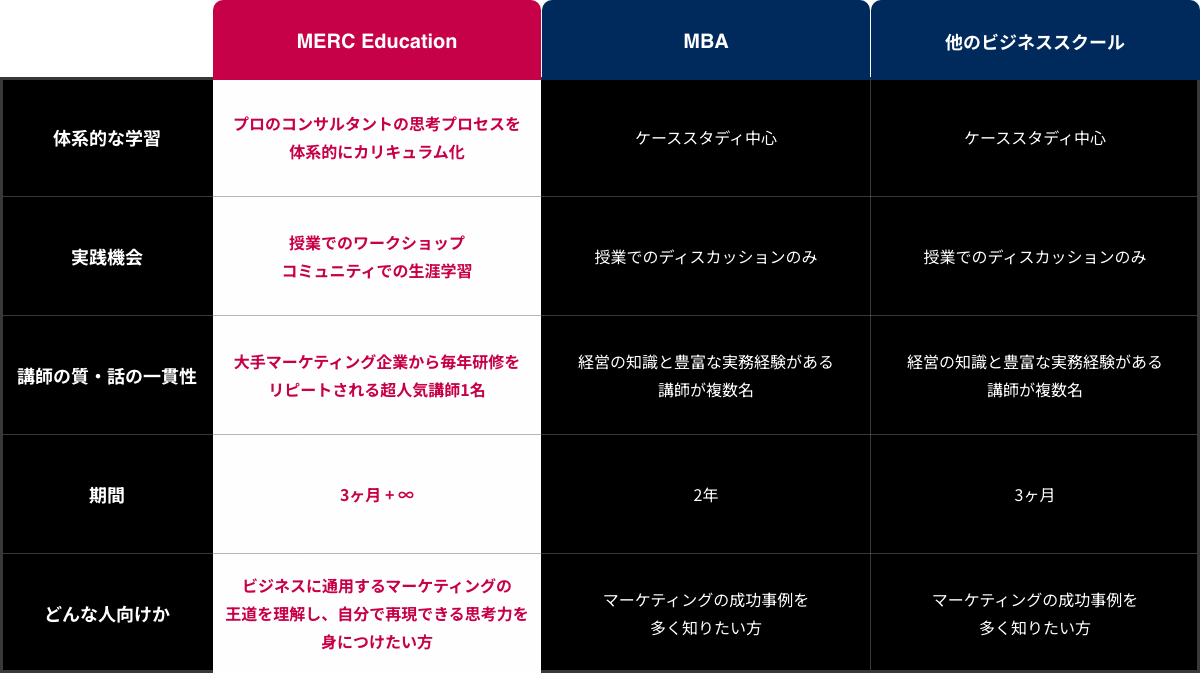 MERC Education
MBA
他のビジネススクール
体系的な学習
プロのコンサルタントの思考プロセスを
体系的にカリキュラム化
ケーススタディ中心
ケーススタディ中心
実践機会
授業でのワークショップ
コミュニティでの生涯学習
授業でのディスカッションのみ
授業でのディスカッションのみ
講師の質・話の一貫性
大手マーケティング企業から毎年研修を
リピートされる超人気講師1名
経営の知識と豊富な実務経験がある
講師が複数名
経営の知識と豊富な実務経験がある
講師が複数名
期間
3ヶ月 + ∞
2年
3ヶ月
どんな人向けか
ビジネスに通用するマーケティングの
王道を理解し、自分で再現できる思考力を
身につけたい方
マーケティングの成功事例を
多く知りたい方
マーケティングの成功事例を
多く知りたい方